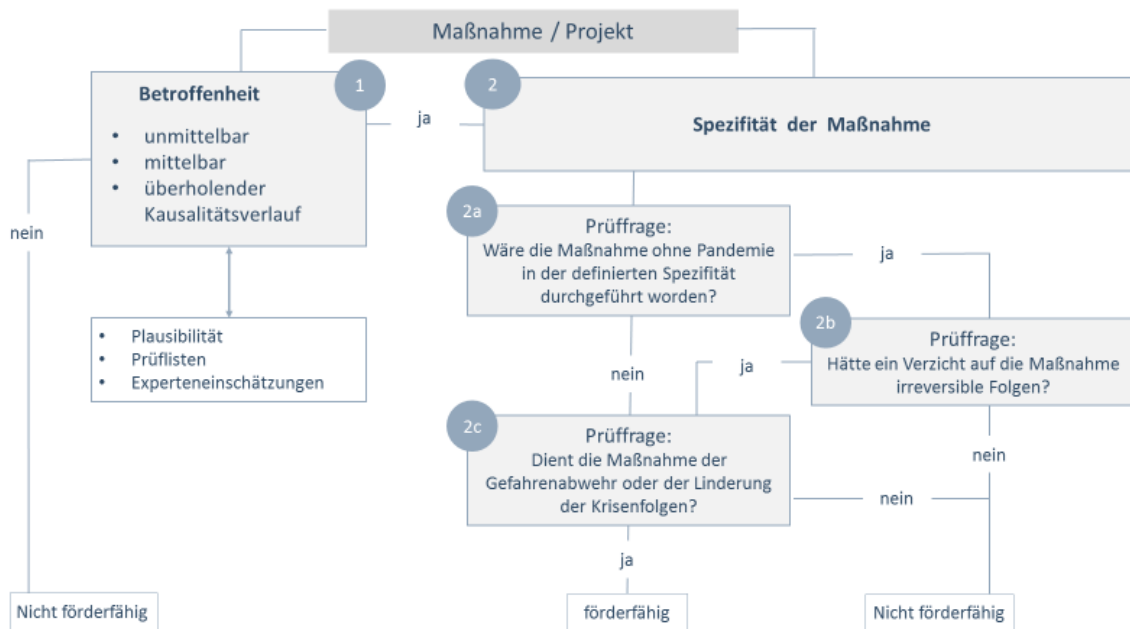 Maßnahme / Projekt
1
Betroffenheit
• unmittelbar
• mittelbar
• überholender
Kausalitätsverlauf
ja
2
Spezifität der Maßnahme
nein
2a
Prüffrage:
Wäre die Maßnahme ohne Pandemie
in der definierten Spezifität
durchgeführt worden?
ja
• Plausibilität
• Prüflisten
• Experteneinschätzungen
2b
Prüffrage:
Hätte ein Verzicht auf die Maßnahme
irreversible Folgen?
nein
ja
2c
Prüffrage:
Dient die Maßnahme der
Gefahrenabwehr oder der Linderung
der Krisenfolgen?
nein
nein
ja
Nicht förderfähig
förderfähig
Nicht förderfähig